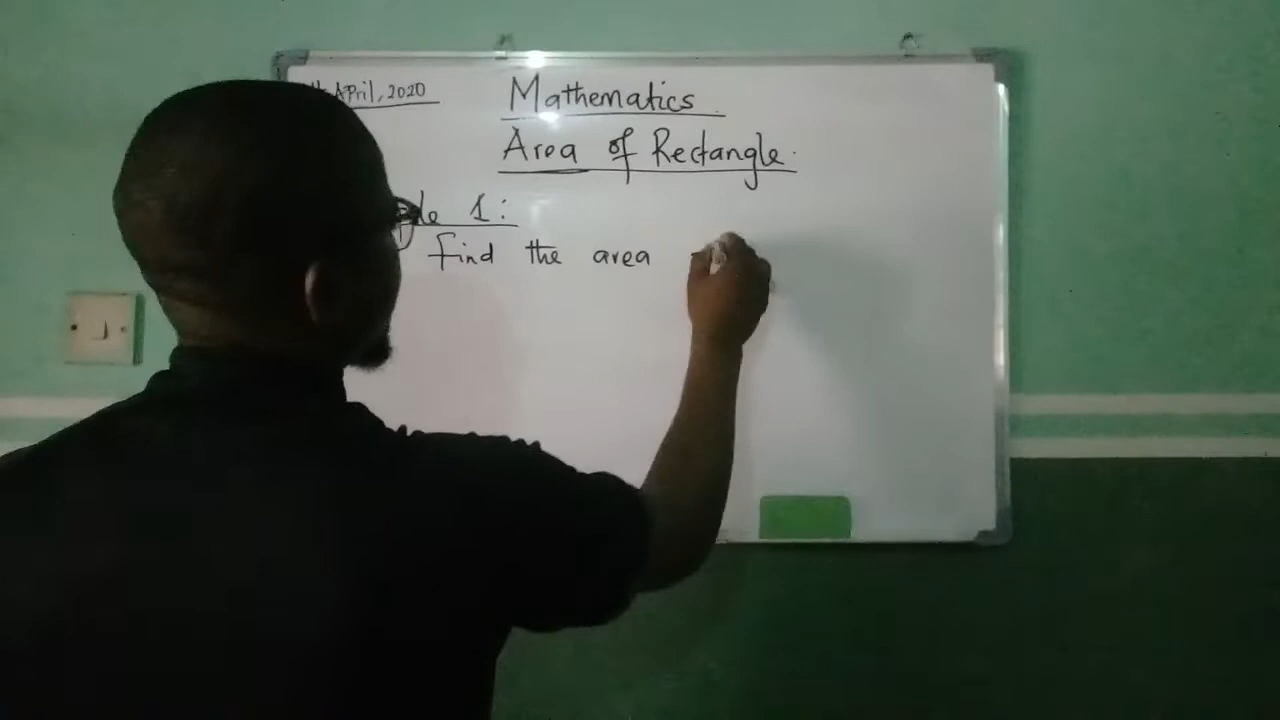 April, 2020
Mathematics
Area of Rectangle.
1:
find the area